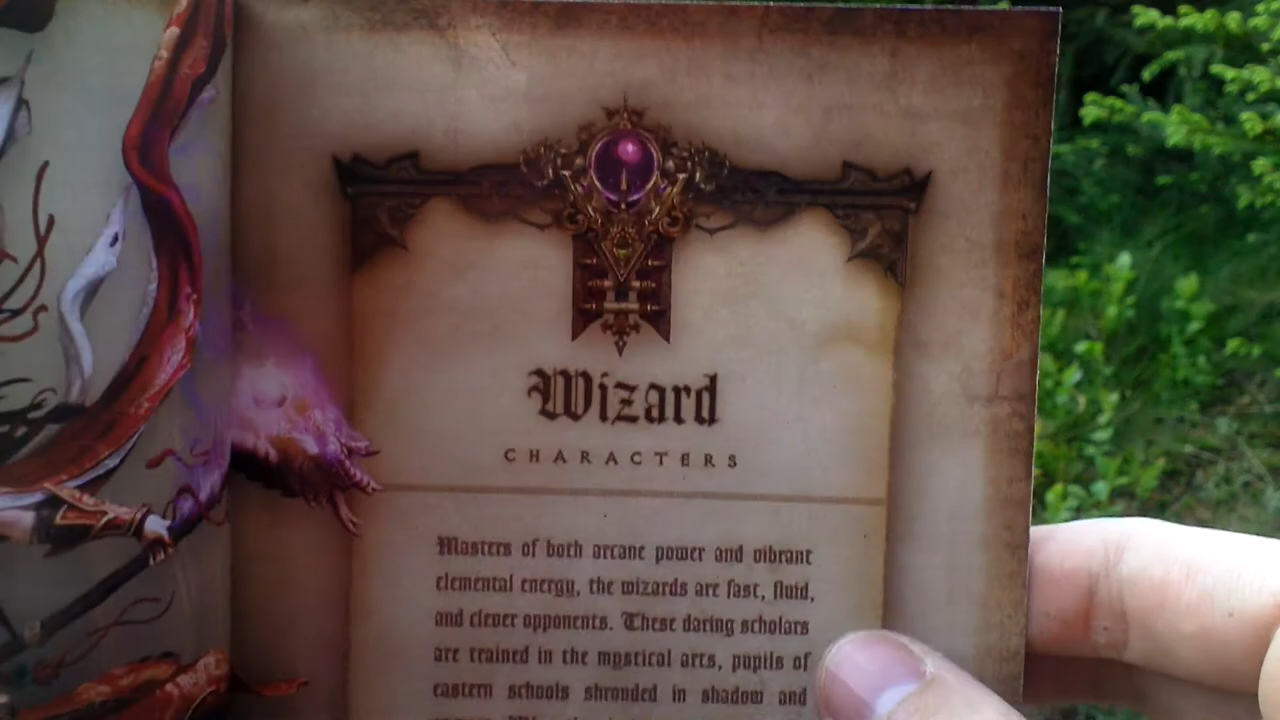 Wizard
CHARACTERS
Masters of both arcane power and vibrant
elemental energy, the wizards are fast, fluid,
and clever opponents. These daring scholars
are trained in the mystical arts, pupils of
eastern schools shrouded in shadow and